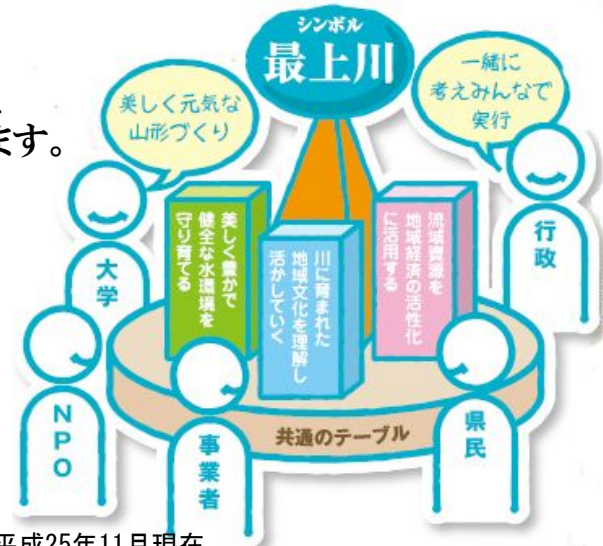 シンボル
最上川
美しく元気な
山形づくり
一緒に
考えみんなで
実行
ます。
美しく豊かで
健全な水環境を
守り育てる
川に育まれた
地域文化を理解し
活かしていく
流域資源を
地域経済の活性化
に活用する
大学
行政
NPO
事業者
県民
共通のテーブル
平成25年11月現在